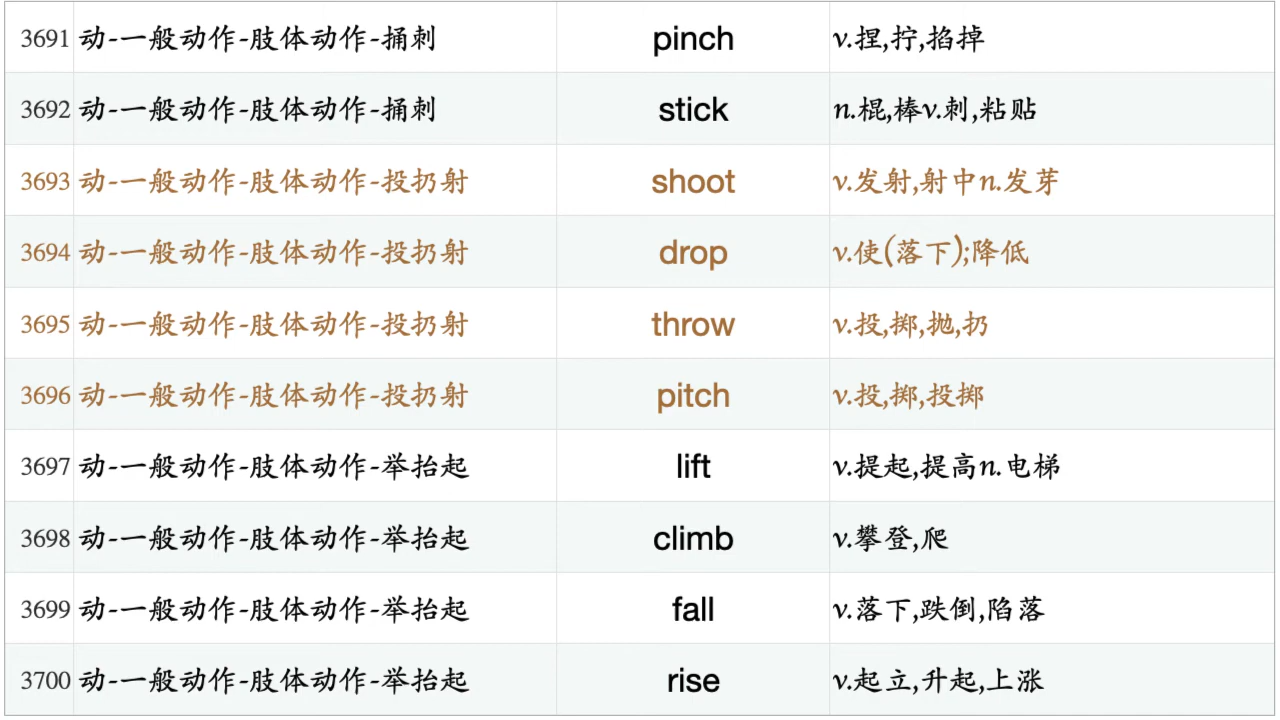 3691 动-一般动作-肢体动作-捅刺 pinch v.捏,拧,掐掉
3692 动-一般动作-肢体动作-捅刺 stick n.棍,棒v.刺,粘贴
3693 动-一般动作-肢体动作-投扔射 shoot v.发射,射中n.发芽
3694 动-一般动作-肢体动作-投扔射 drop v.使(落下);降低
3695 动-一般动作-肢体动作-投扔射 throw v.投,掷,抛,扔
3696 动-一般动作-肢体动作-投扔射 pitch v.投,掷,投掷
3697 动-一般动作-肢体动作-举抬起 lift v.提起,提高n.电梯
3698 动-一般动作-肢体动作-举抬起 climb v.攀登,爬
3699 动-一般动作-肢体动作-举抬起 fall v.落下,跌倒,陷落
3700 动-一般动作-肢体动作-举抬起 rise v.起立,升起,上涨